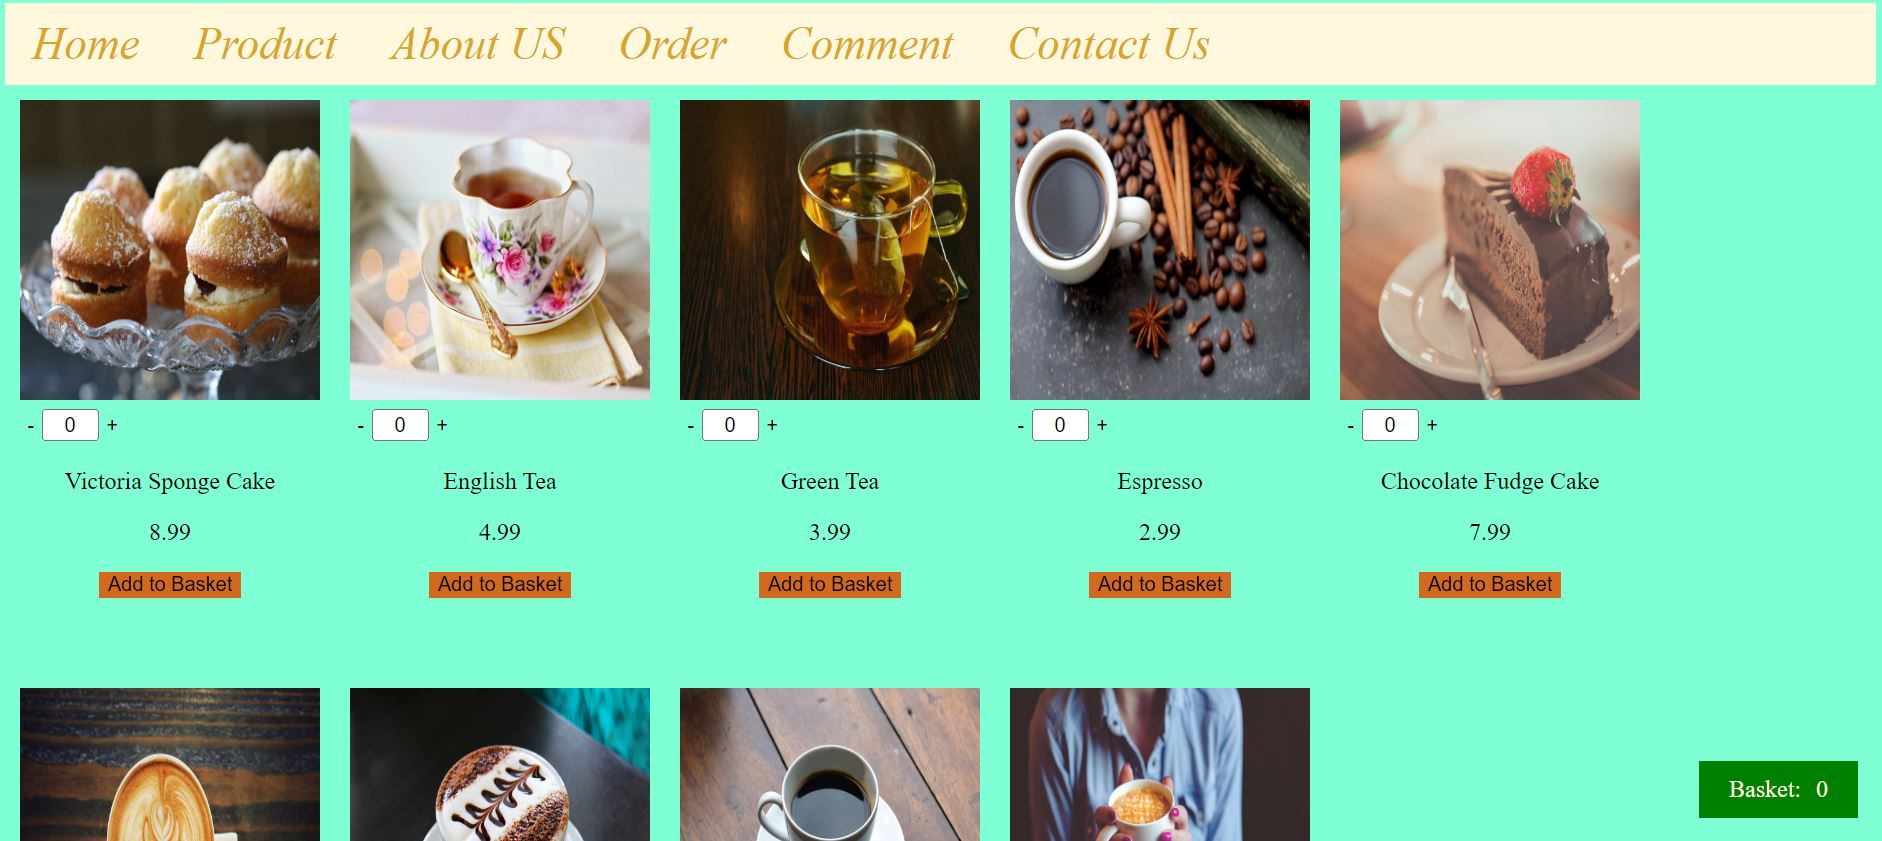 Home Product About US Order Comment Contact Us
- 0 + - 0 + - 0 + - 0 + - 0 +
Victoria Sponge Cake English Tea Green Tea Espresso Chocolate Fudge Cake
8.99 4.99 3.99 2.99 7.99
Add to Basket Add to Basket Add to Basket Add to Basket Add to Basket
Basket: 0